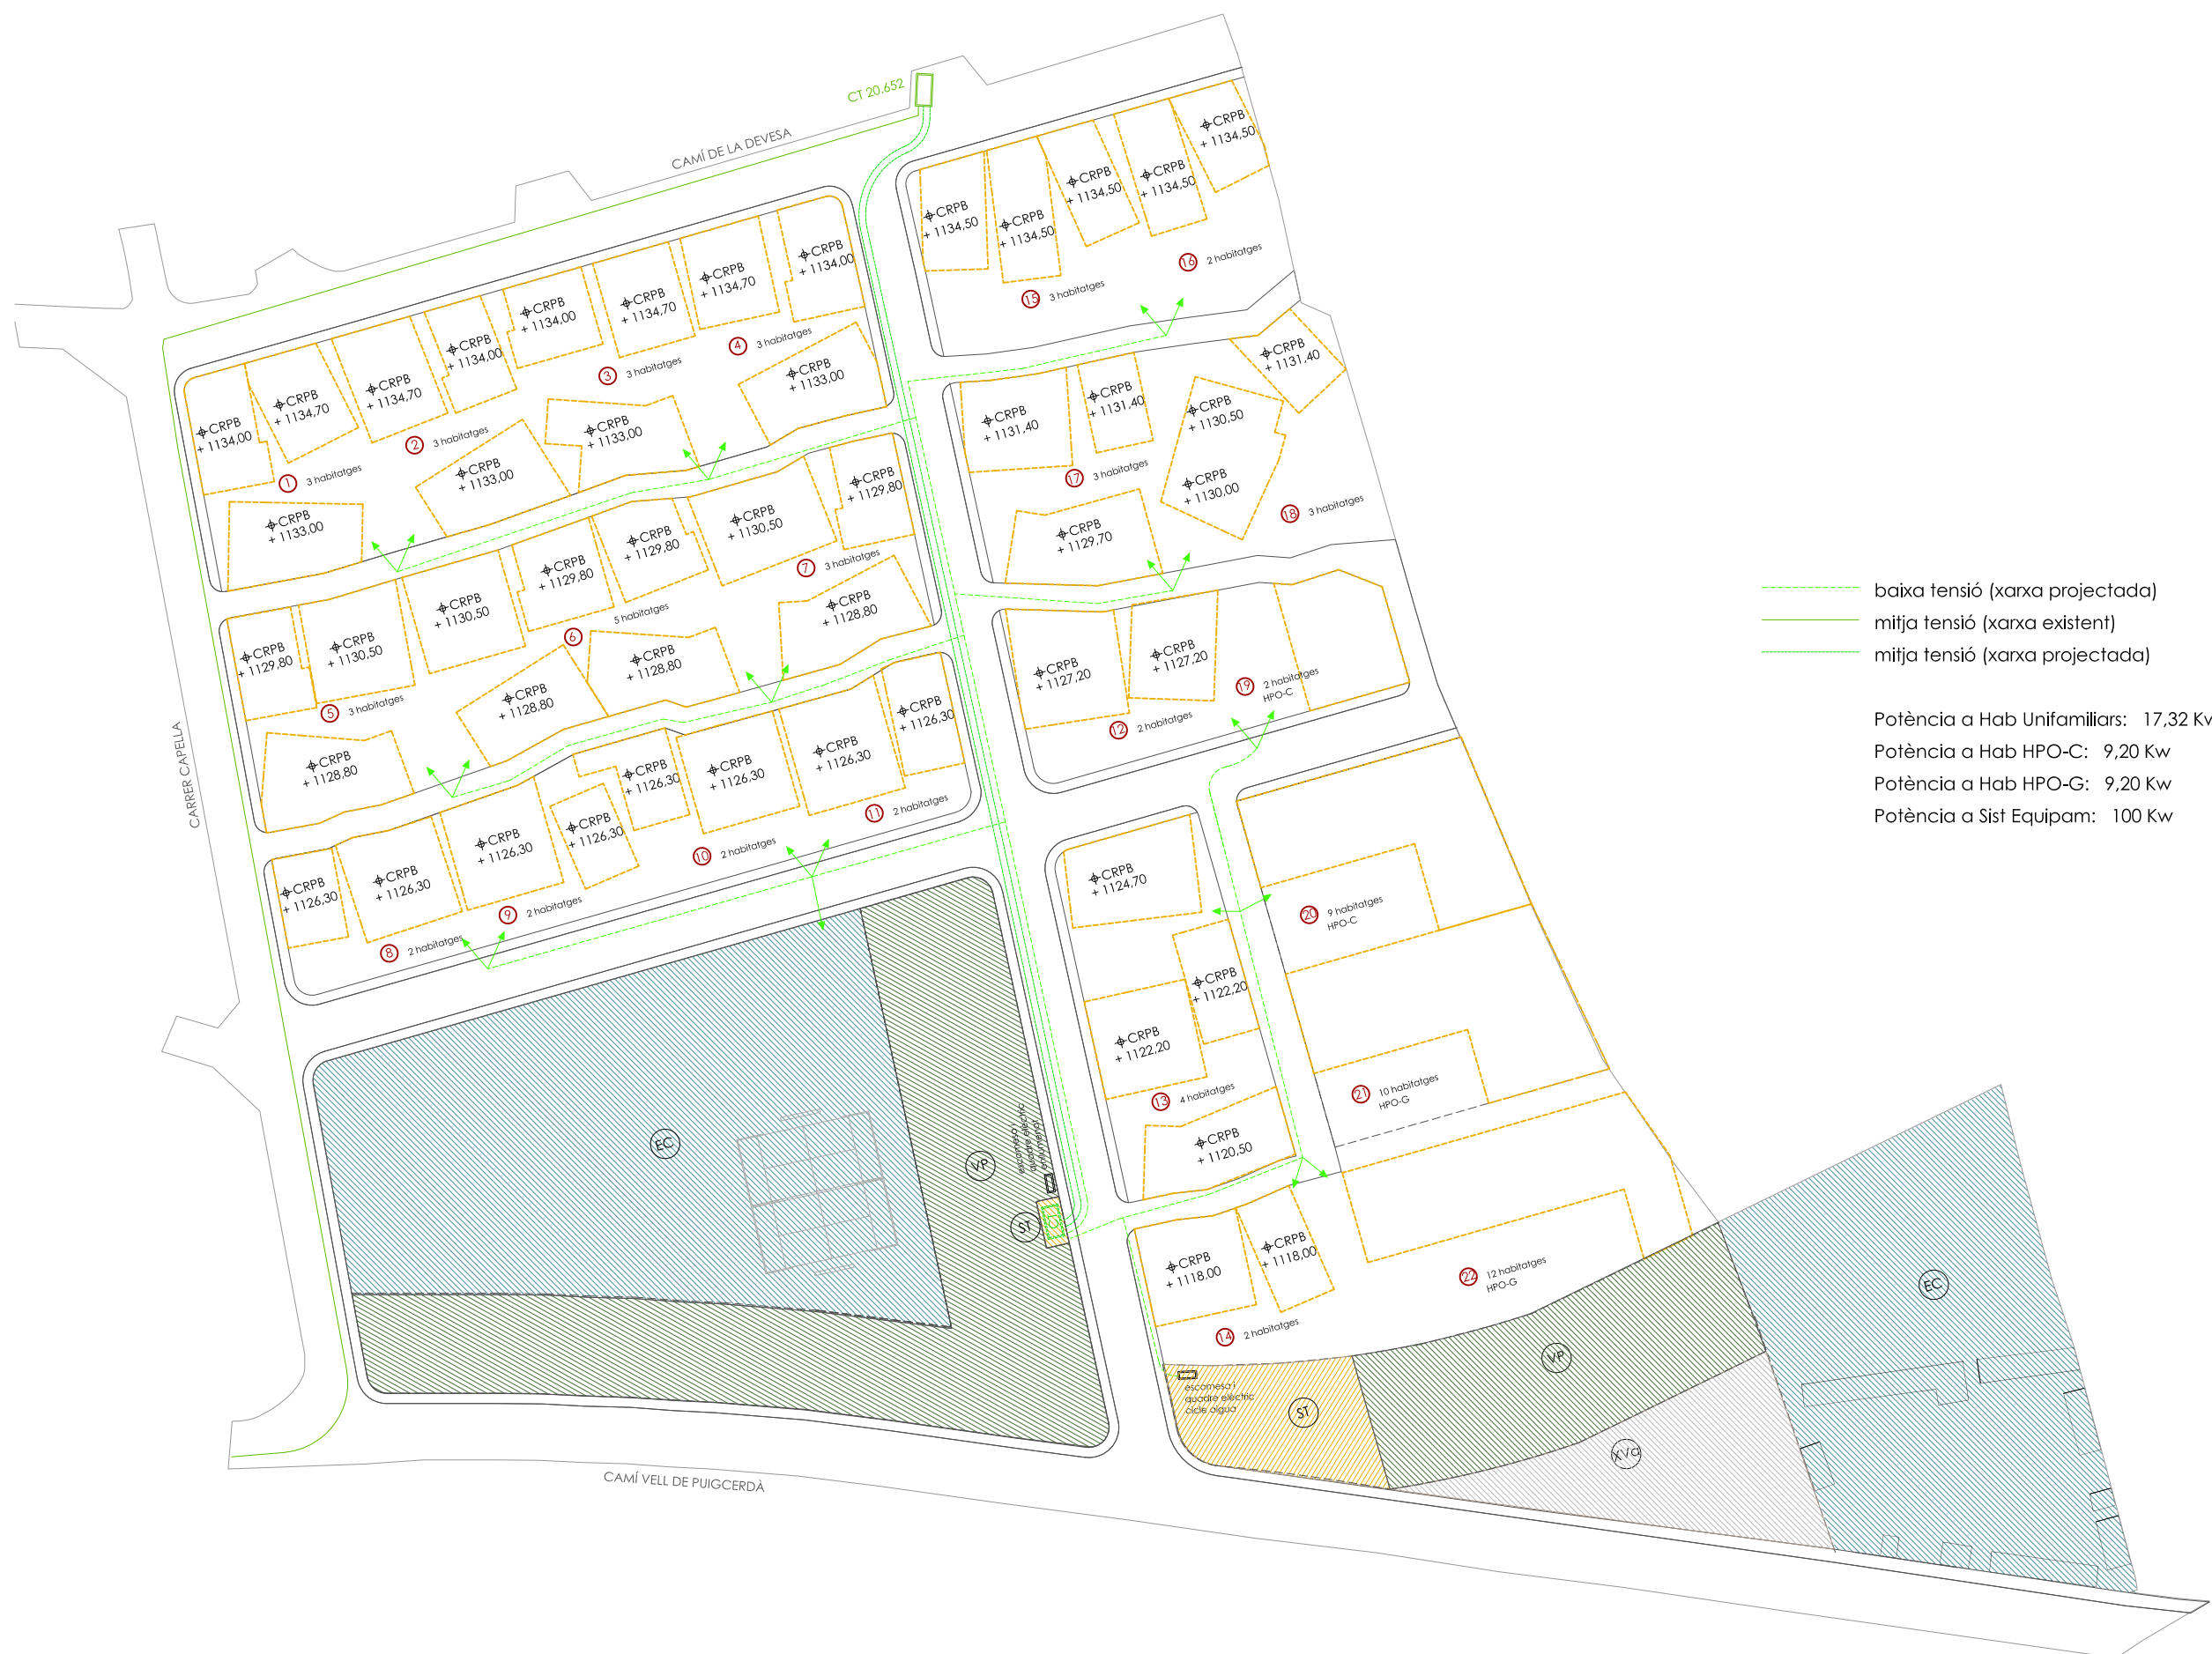 CT 20.652
CAMÍ DE LA DEVESA
CRPB
+ 1134,50
CRPB
+ 1134,50
CRPB
+ 1134,50
CRPB
+ 1134,50
CRPB
+ 1134,50
15 3 habitatges
16 2 habitatges
CRPB
+ 1134,00
CRPB
+ 1134,70
CRPB
+ 1134,70
CRPB
+ 1134,00
CRPB
+ 1134,00
CRPB
+ 1134,70
CRPB
+ 1134,70
CRPB
+ 1134,00
1 3 habitatges
2 3 habitatges
3 3 habitatges
4 3 habitatges
CRPB
+ 1133,00
CRPB
+ 1133,00
CRPB
+ 1133,00
CRPB
+ 1133,00
CRPB
+ 1131,40
CRPB
+ 1131,40
CRPB
+ 1130,50
CRPB
+ 1131,40
CRPB
+ 1130,00
CRPB
+ 1129,70
17 3 habitatges
18 3 habitatges
CRPB
+ 1129,80
CRPB
+ 1130,50
CRPB
+ 1130,50
CRPB
+ 1129,80
CRPB
+ 1129,80
CRPB
+ 1130,50
CRPB
+ 1129,80
5 3 habitatges
6 5 habitatges
7 3 habitatges
CRPB
+ 1128,80
CRPB
+ 1128,80
CRPB
+ 1128,80
CRPB
+ 1128,80
CRPB
+ 1127,20
CRPB
+ 1127,20
12 2 habitatges
19 2 habitatges
HPO-C
baixa tensió (xarxa projectada)
mitja tensió (xarxa existent)
mitja tensió (xarxa projectada)
Potència a Hab Unifamiliars: 17,32 Kw
Potència a Hab HPO-C: 9,20 Kw
Potència a Hab HPO-G: 9,20 Kw
Potència a Sist Equipam: 100 Kw
CARRER CAPELLA
CRPB
+ 1126,30
CRPB
+ 1126,30
CRPB
+ 1126,30
CRPB
+ 1126,30
CRPB
+ 1126,30
CRPB
+ 1126,30
CRPB
+ 1126,30
CRPB
+ 1126,30
8 2 habitatges
9 2 habitatges
10 2 habitatges
11 2 habitatges
CRPB
+ 1124,70
CRPB
+ 1122,20
CRPB
+ 1122,20
13 4 habitatges
CRPB
+ 1120,50
20 9 habitatges
HPO-C
21 10 habitatges
HPO-G
22 12 habitatges
HPO-G
CRPB
+ 1118,00
CRPB
+ 1118,00
14 2 habitatges
EC
VP
escomesa i
quadre elèctric
enllumenat
ST
CT
escomesa i
quadre elèctric
cicle aigua
ST
VP
XVa
EC
CAMÍ VELL DE PUIGCERDÀ